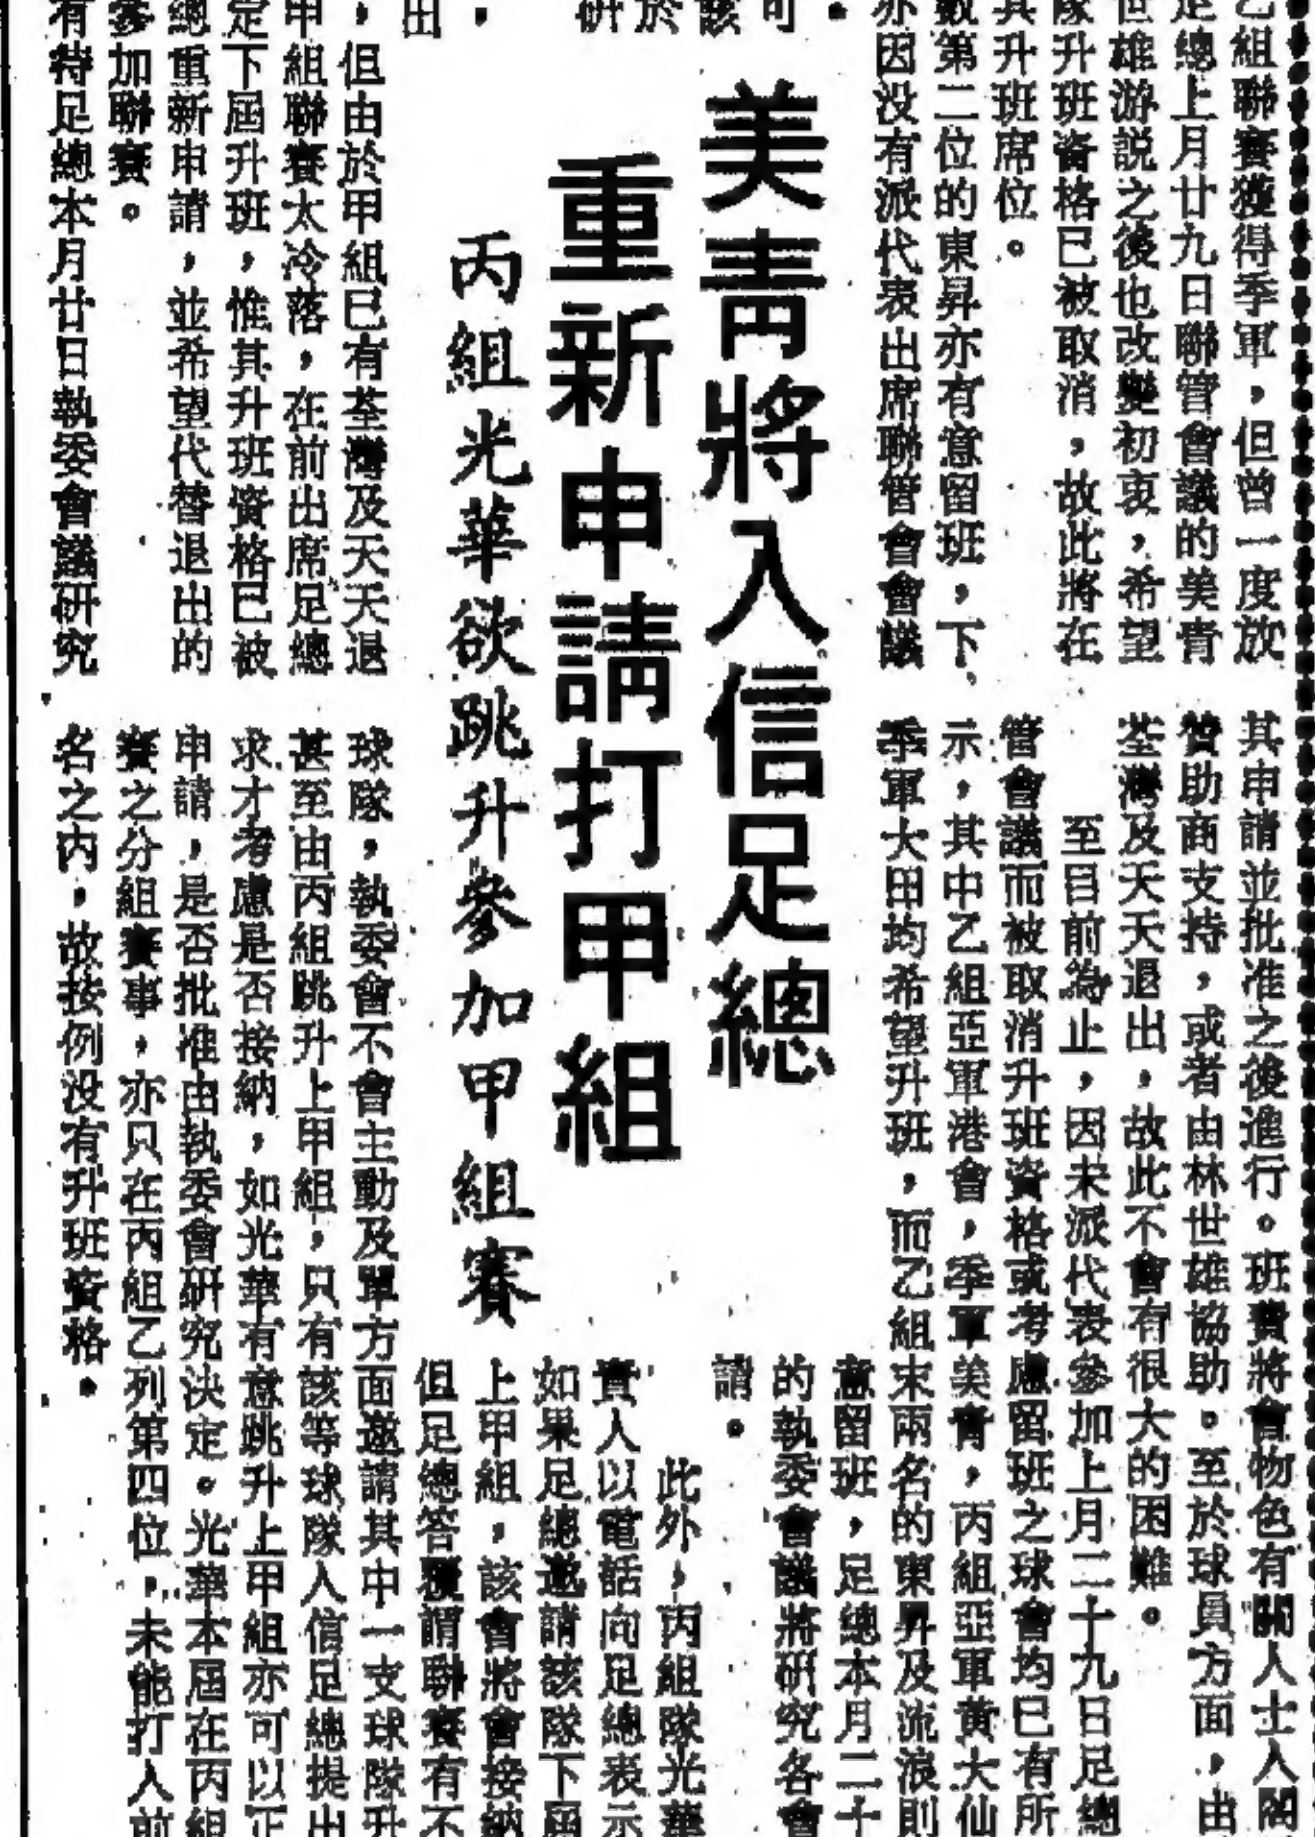 乙組聯賽獲得季軍，但曾一度放
足總上月廿九日聯管會議的美青
世雄游説之後也改變初衷，希望
隊升班資格已被取消，故此將在
其升班席位。
數第二位的東昇亦有意留班，下
亦因没有派代表出席聯管會會議
可
該
於
研
美青將入信足總
重新申請打甲組
丙組光華欲跳升參加甲組賽
出
，但由於甲組已有荃灣及天天退
甲組聯賽太冷落，在前出席足總
定下屆升班，惟其升班資格已被
總重新申請，並希望代替退出的
參加聯賽。
有待足總本月廿日執委會議研究
其申請並批准之後進行。班費將會物色有關人士入閣
贊助商支持，或者由林世雄協助。至於球員方面，由
荃灣及天天退出，故此不會有很大的困難。
至目前為止，因未派代表參加上月二十九日足總
管會議而被取消升班資格或考慮留班之球會均已有所
示，其中乙組亞軍港會，季軍美青，丙組亞軍黃大仙
季軍大田均希望升班，而乙組末兩名的東昇及流浪則
意留班，足總本月二十
的執委會議將研究各會
請。
此外，丙組隊光華
責人以電話向足總表示
如果足總邀請該隊下屆
上甲組，該會將會接納
但足總答覆謂聯賽有不
球隊，執委會不會主動及單方面邀請其中一支球隊升
甚至由丙組跳升上甲組，只有該等球隊入信足總提出
求才考慮是否接納，如光華有意跳升上甲組亦可以正
申請，是否批准由執委會研究決定。光華本屆在丙組
賽之分組賽事，亦只在丙組乙列第四位，未能打入前
名之内，故按例没有升班資格。